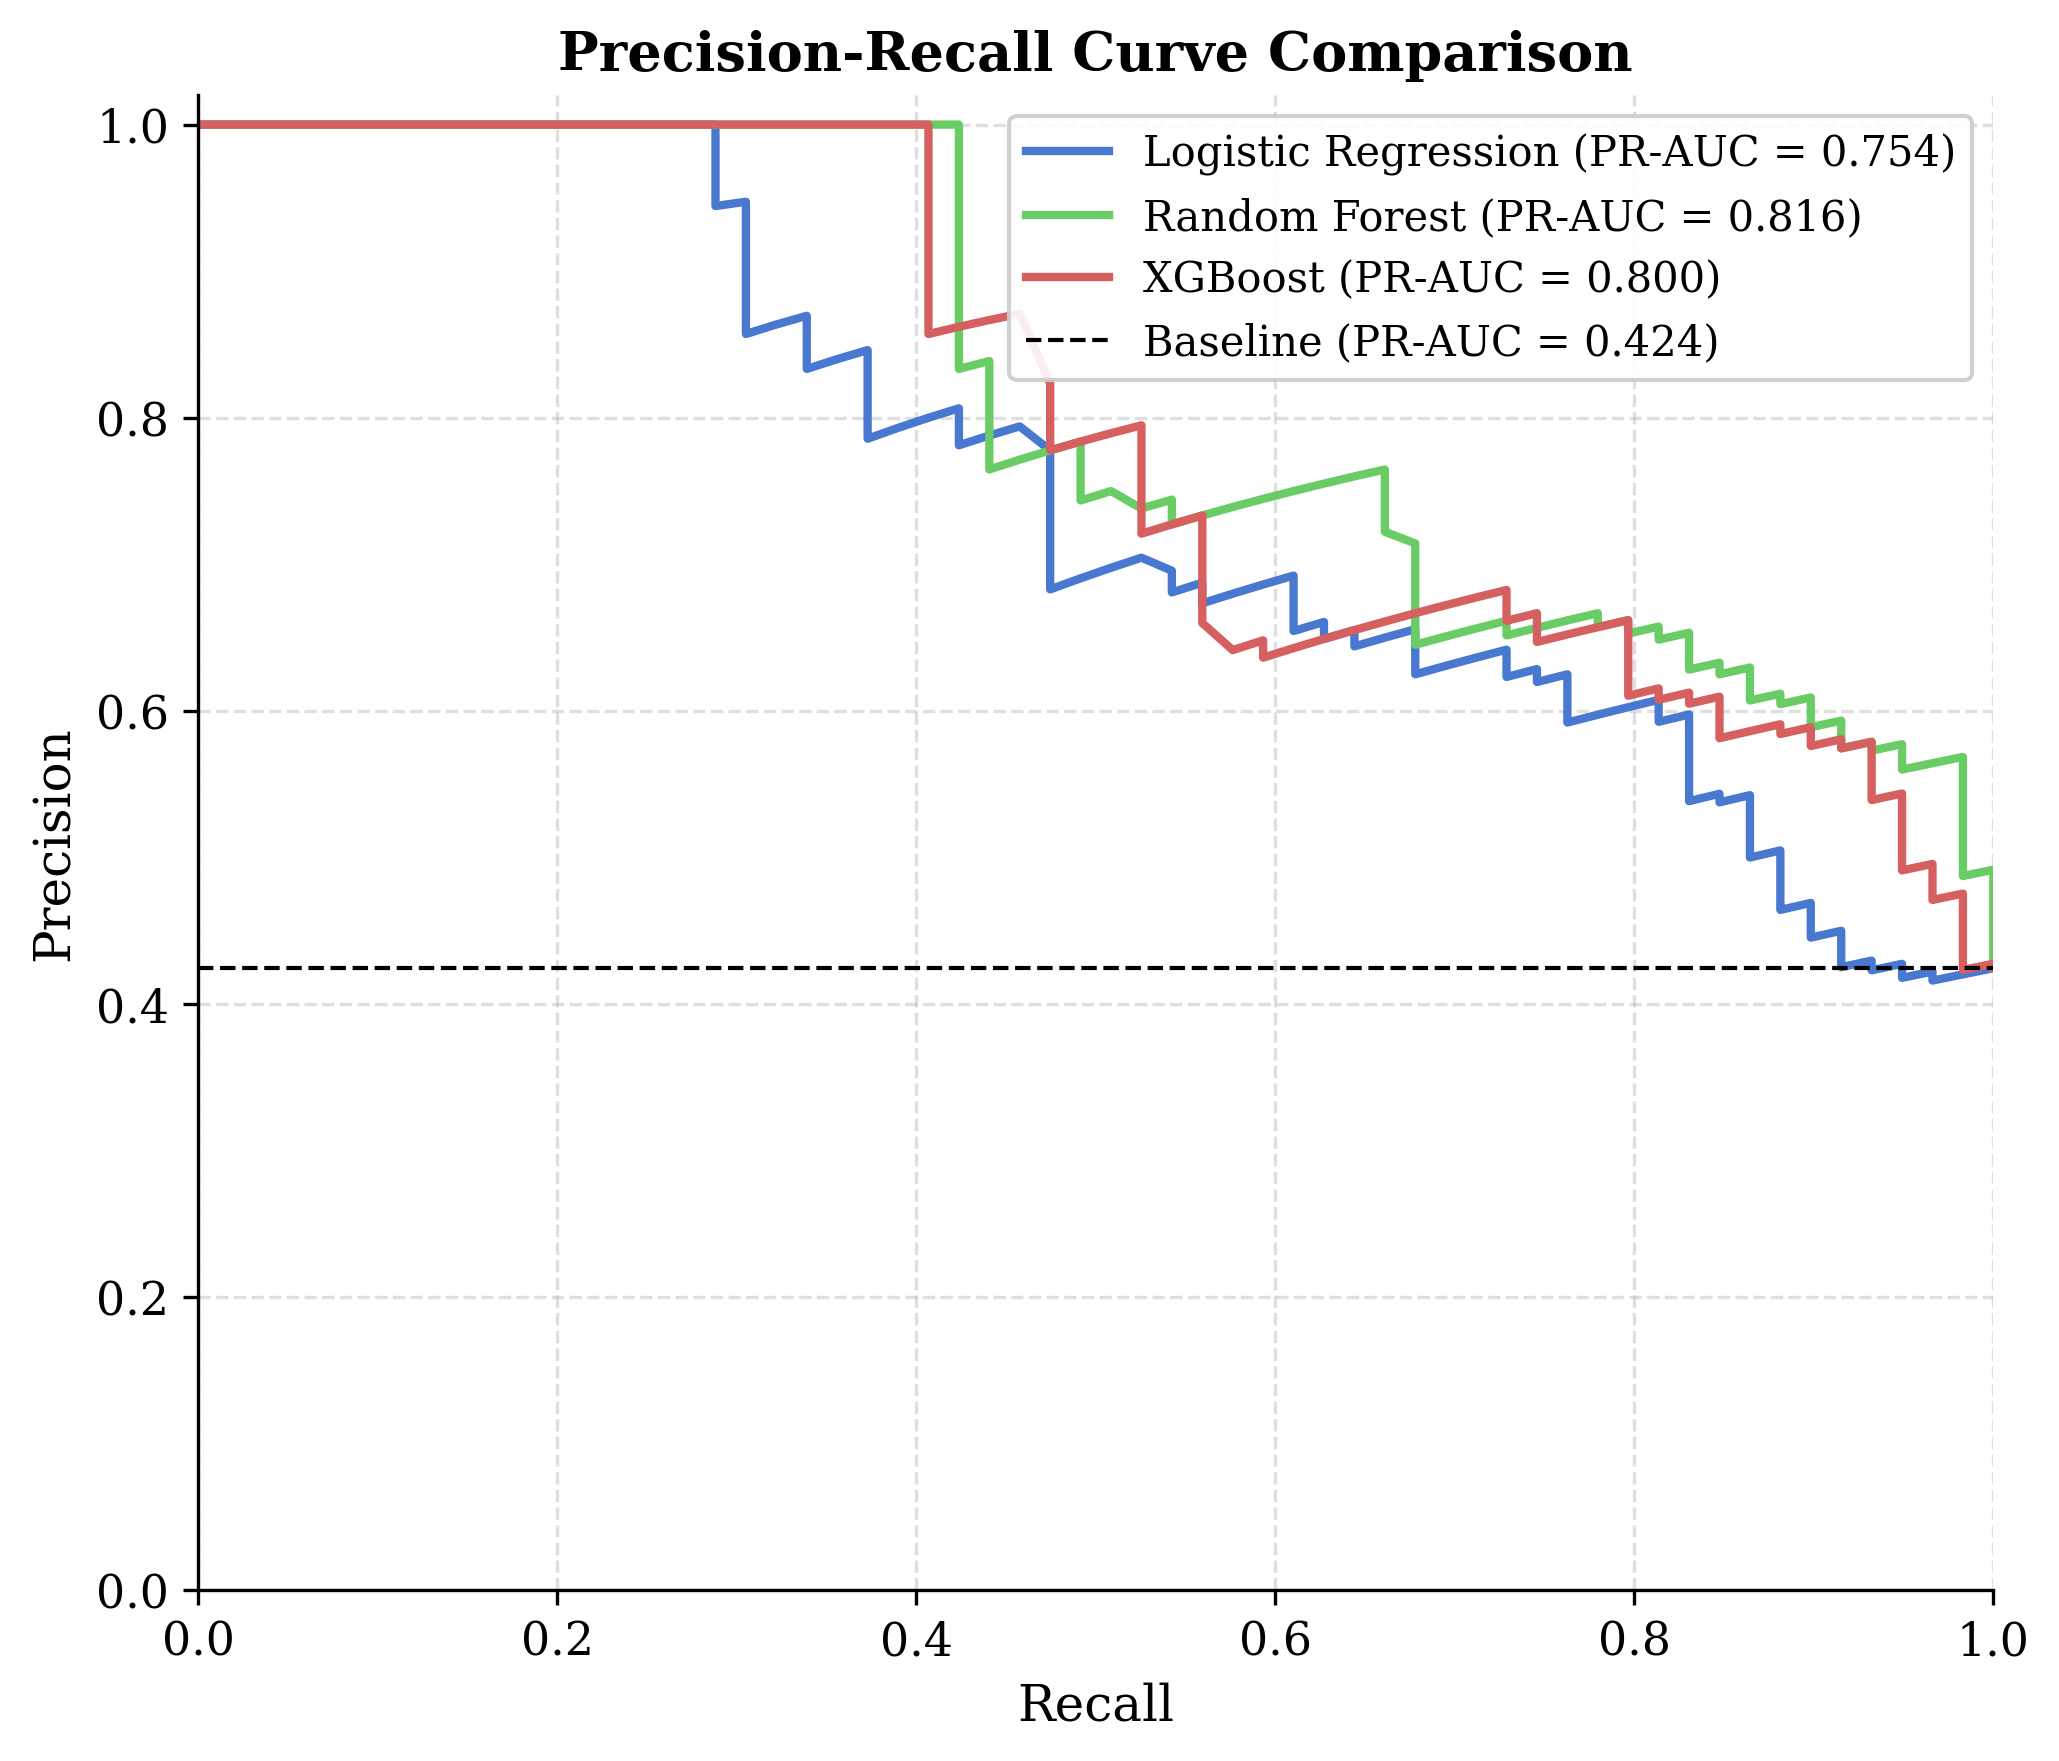 Precision-Recall Curve Comparison
1.0
0.8
0.6
0.4
0.2
0.0
Precision
Logistic Regression (PR-AUC = 0.754)
Random Forest (PR-AUC = 0.816)
XGBoost (PR-AUC = 0.800)
Baseline (PR-AUC = 0.424)
0.0 0.2 0.4 0.6 0.8 1.0
Recall